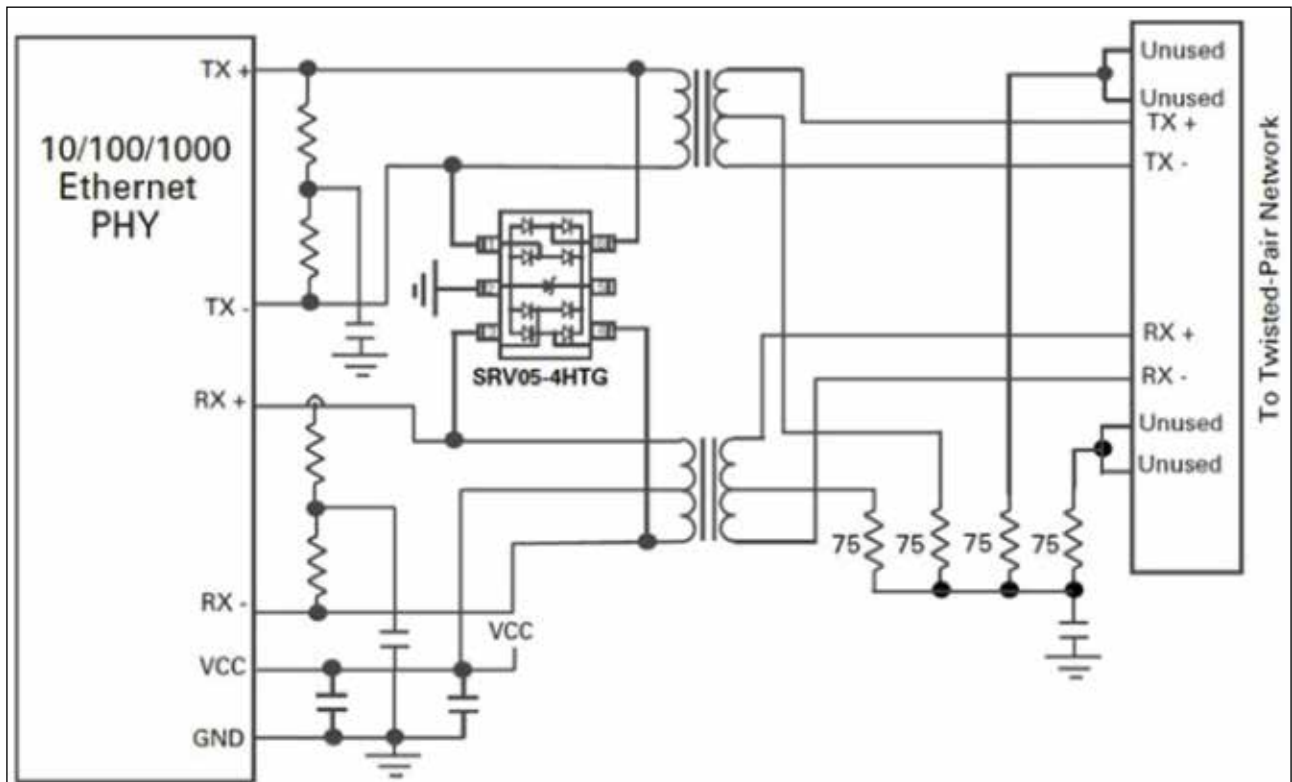 10/100/1000
Ethernet
PHY
TX +
TX -
RX +
RX -
VCC
GND
VCC
SRV05-4HTG
75
75
75
75
Unused
Unused
TX +
TX -
RX +
RX -
Unused
Unused
To Twisted-Pair Network